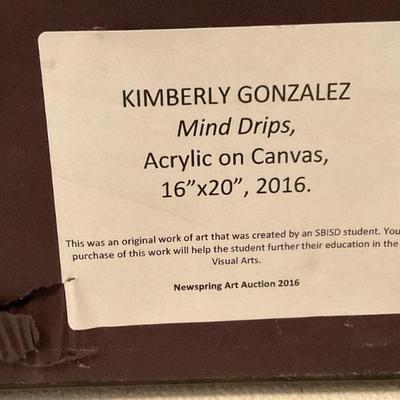 KIMBERLY GONZALEZ
Mind Drips,
Acrylic on Canvas,
16”x20”, 2016.
This was an original work of art that was created by an SBISD student. You
purchase of this work will help the student further their education in the
Visual Arts.
Newspring Art Auction 2016